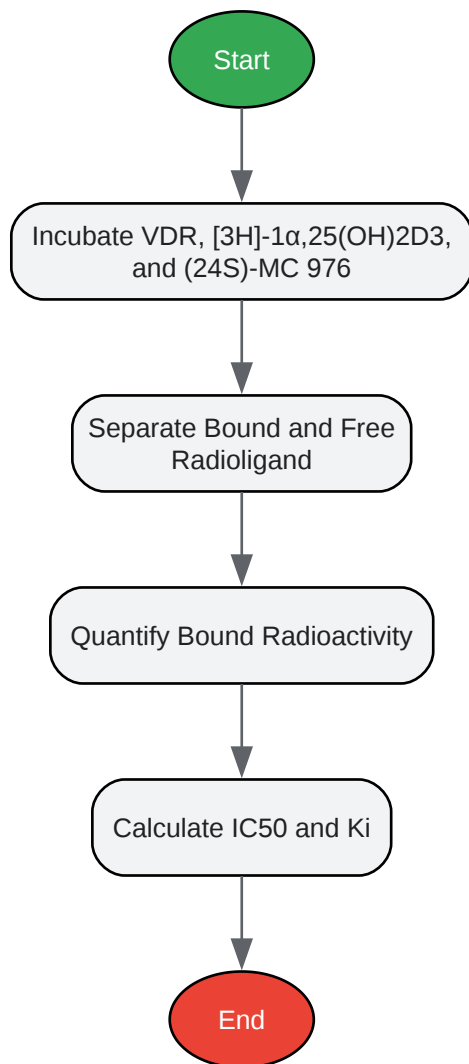 Start
Incubate VDR, [3H]-1α,25(OH)2D3,
and (24S)-MC 976
Separate Bound and Free
Radioligand
Quantify Bound Radioactivity
Calculate IC50 and Ki
End